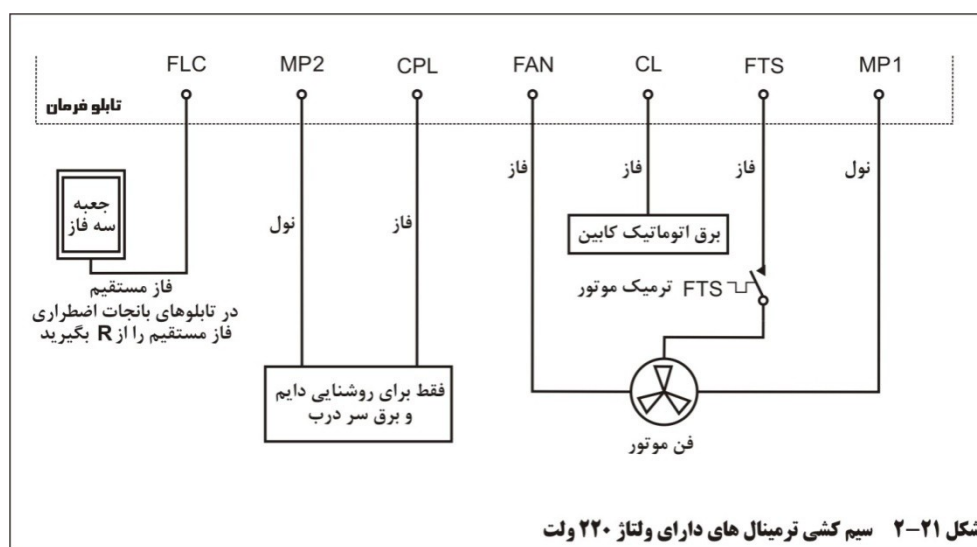 FLC MP2 CPL FAN CL FTS MP1
تابلو فرمان
فاز
فاز
فاز
نول
نول
فاز
جعبه
سه فاز
برق اتوماتیک کابین
FTS ترمیک موتور
فاز مستقیم
در تابلوهای بانجات اضطراری
فاز مستقیم را از R بگیرید
فقط برای روشنایی دایم
و برق سر درب
فن موتور
شکل ۲۱-۲ سیم کشی ترمینال های دارای ولتاژ ۲۲۰ ولت